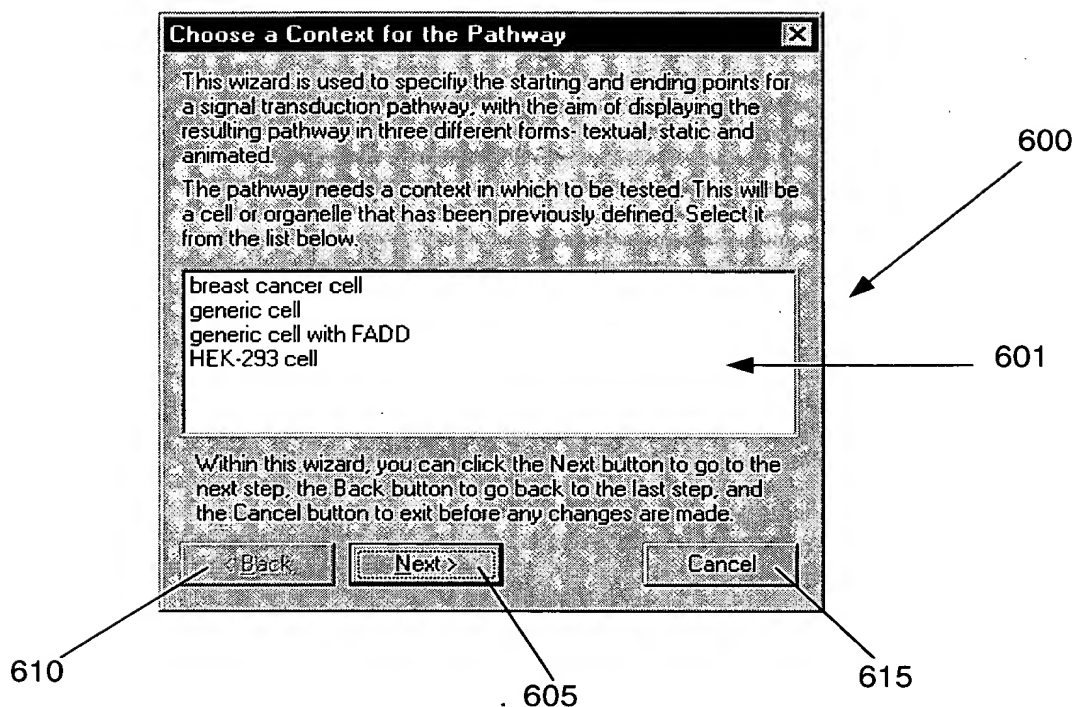 Choose a Context for the Pathway
This wizard is used to specifiy the starting and ending points for
a signal transduction pathway, with the aim of displaying the
resulting pathway in three different forms- textual, static and
animated.
The pathway needs a context in which to be tested. This will be
a cell or organelle that has been previously defined. Select it
from the list below.
600
breast cancer cell
generic cell
generic cell with FADD
HEK-293 cell
601
Within this wizard, you can click the Next button to go to the
next step, the Back button to go back to the last step, and
the Cancel button to exit before any changes are made.
< Back Next > Cancel
610 605 615